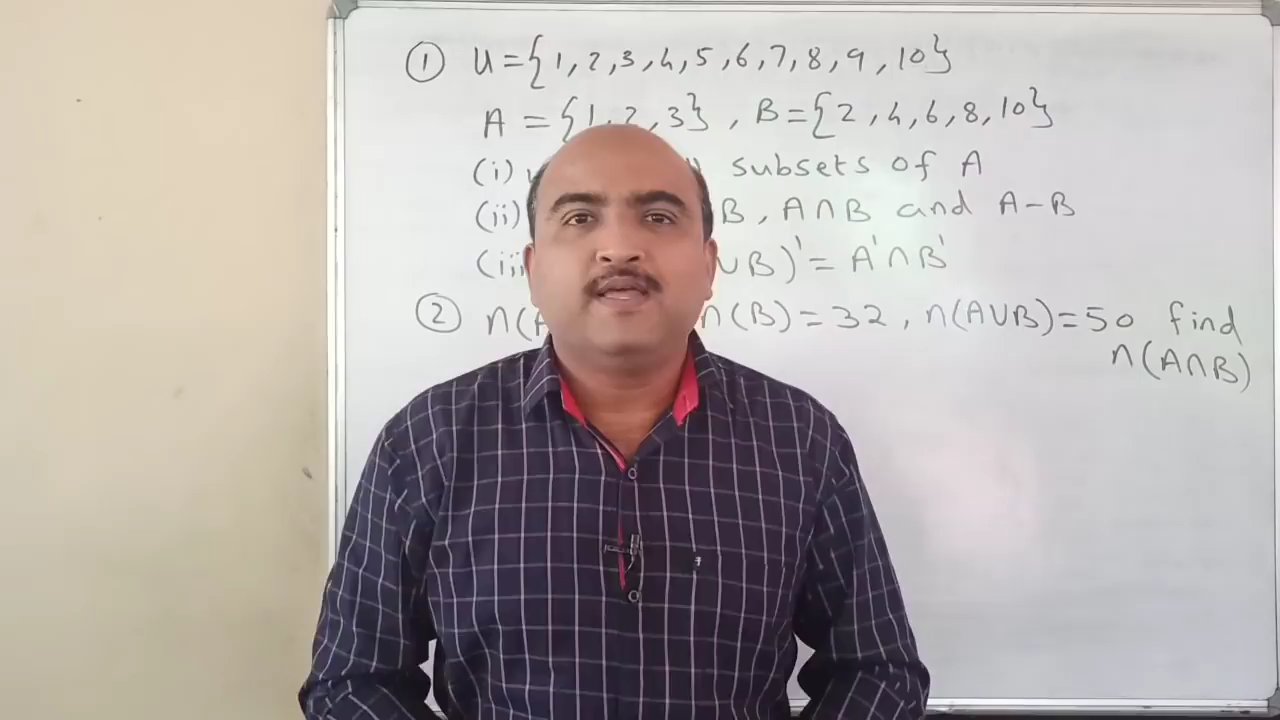 ① U={1,2,3,4,5,6,7,8,9,10}
A={1,2,3}, B={2,4,6,8,10}
(i) subsets of A
(ii) B, A∩B and A-B
∪B)'=A'∩B'
② n( n(B)=32, n(A∪B)=50 find
n(A∩B)